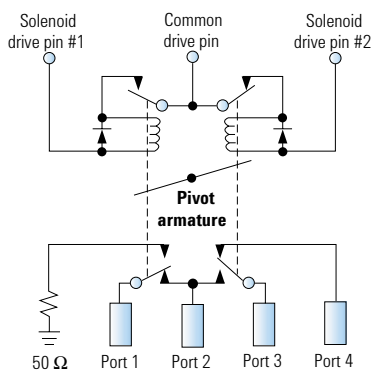 Solenoid
drive pin #1
Common
drive pin
Solenoid
drive pin #2
Pivot
armature
50 Ω
Port 1
Port 2
Port 3
Port 4